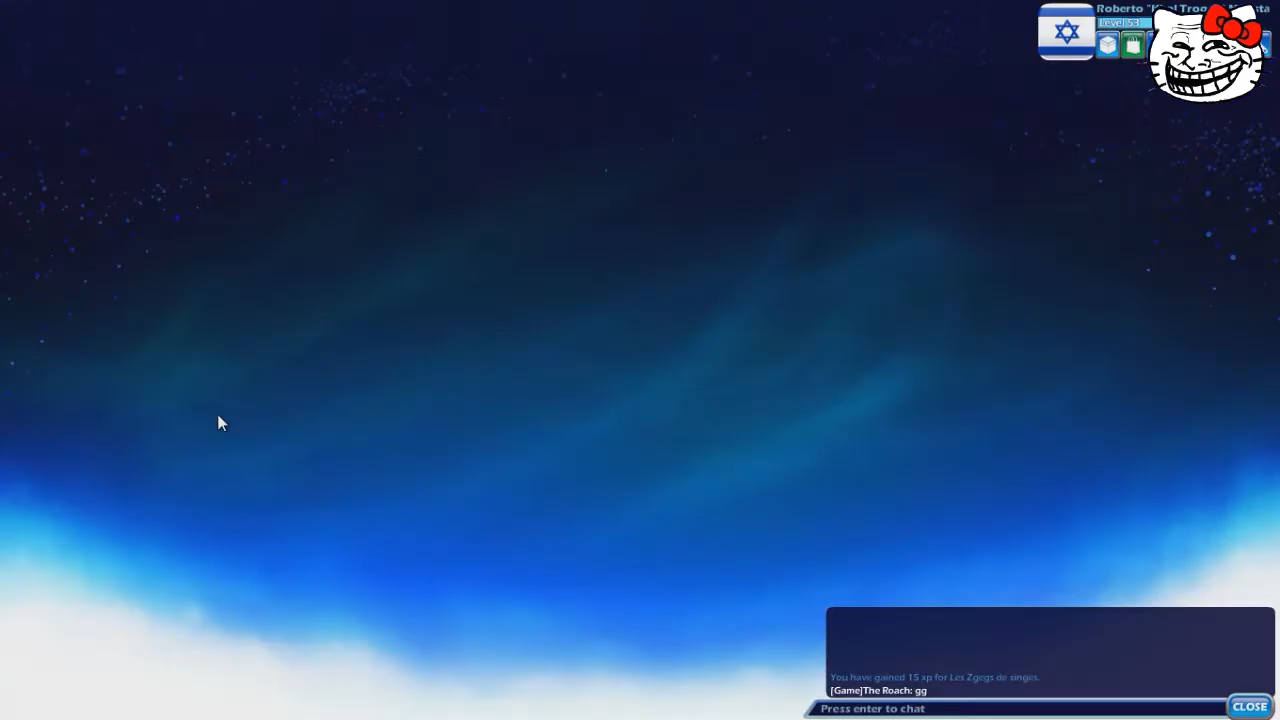 Roberto
Level 53
You have gained 15 xp for Les Zgegs de singes.
[Game]The Roach: gg
Press enter to chat
CLOSE